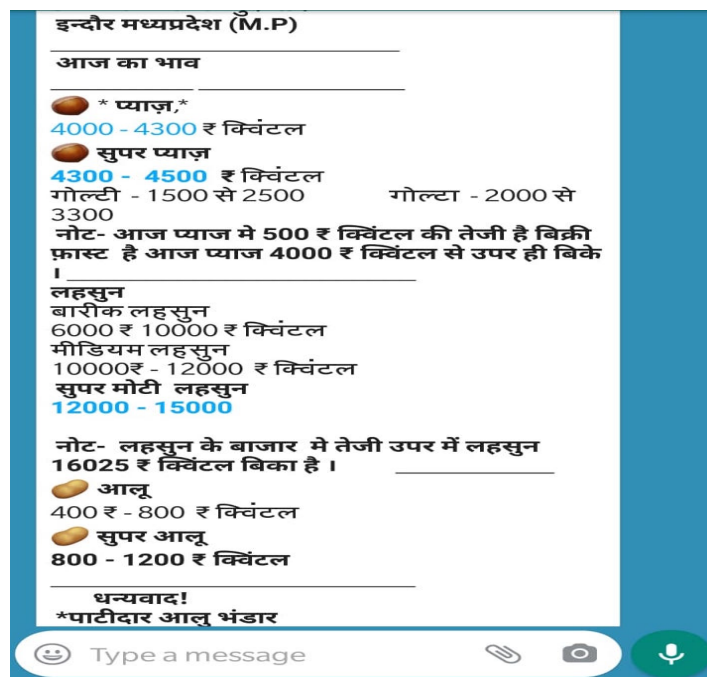 इन्दौर मध्यप्रदेश (M.P)
आज का भाव
* प्याज़,*
4000 - 4300 ₹ क्विंटल
सुपर प्याज़
4300 - 4500 ₹ क्विंटल
गोल्टी - 1500 से 2500 गोल्टा - 2000 से
3300
नोट- आज प्याज मे 500 ₹ क्विंटल की तेजी है बिक्री
फ़ास्ट है आज प्याज 4000 ₹ क्विंटल से उपर ही बिके
।
लहसुन
बारीक लहसुन
6000 ₹ 10000 ₹ क्विंटल
मीडियम लहसुन
10000₹ - 12000 ₹ क्विंटल
सुपर मोटी लहसुन
12000 - 15000
नोट- लहसुन के बाजार मे तेजी उपर में लहसुन
16025 ₹ क्विंटल बिका है ।
आलू
400 ₹ - 800 ₹ क्विंटल
सुपर आलू
800 - 1200 ₹ क्विंटल
धन्यवाद!
*पाटीदार आलु भंडार
Type a message